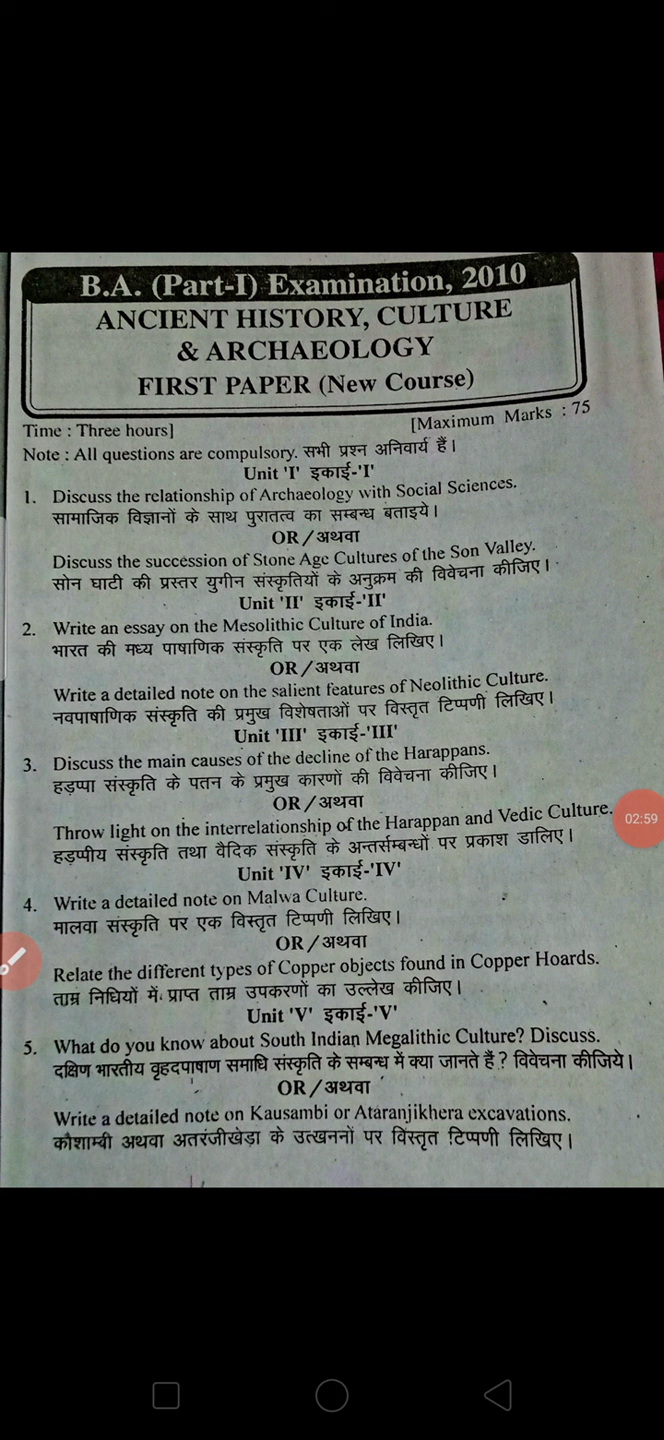 B.A. (Part-I) Examination, 2010
ANCIENT HISTORY, CULTURE
& ARCHAEOLOGY
FIRST PAPER (New Course)
Time : Three hours] [Maximum Marks : 75
Note : All questions are compulsory. सभी प्रश्न अनिवार्य हैं।
Unit 'I' इकाई-'I'
1. Discuss the relationship of Archaeology with Social Sciences.
सामाजिक विज्ञानों के साथ पुरातत्व का सम्बन्ध बताइये।
OR/अथवा
Discuss the succession of Stone Age Cultures of the Son Valley.
सोन घाटी की प्रस्तर युगीन संस्कृतियों के अनुक्रम की विवेचना कीजिए।
Unit 'II' इकाई-'II'
2. Write an essay on the Mesolithic Culture of India.
भारत की मध्य पाषाणिक संस्कृति पर एक लेख लिखिए।
OR/अथवा
Write a detailed note on the salient features of Neolithic Culture.
नवपाषाणिक संस्कृति की प्रमुख विशेषताओं पर विस्तृत टिप्पणी लिखिए।
Unit 'III' इकाई-'III'
3. Discuss the main causes of the decline of the Harappans.
हड़प्पा संस्कृति के पतन के प्रमुख कारणों की विवेचना कीजिए।
OR/अथवा
Throw light on the interrelationship of the Harappan and Vedic Culture.
02:59
हड़प्पीय संस्कृति तथा वैदिक संस्कृति के अन्तर्सम्बन्धों पर प्रकाश डालिए।
Unit 'IV' इकाई-'IV'
4. Write a detailed note on Malwa Culture.
मालवा संस्कृति पर एक विस्तृत टिप्पणी लिखिए।
OR/अथवा
Relate the different types of Copper objects found in Copper Hoards.
ताम्र निधियों में प्राप्त ताम्र उपकरणों का उल्लेख कीजिए।
Unit 'V' इकाई-'V'
5. What do you know about South Indian Megalithic Culture? Discuss.
दक्षिण भारतीय वृहदपाषाण समाधि संस्कृति के सम्बन्ध में क्या जानते हैं? विवेचना कीजिये।
OR/अथवा
Write a detailed note on Kausambi or Ataranjikhera excavations.
कौशाम्बी अथवा अतरंजीखेड़ा के उत्खननों पर विस्तृत टिप्पणी लिखिए।